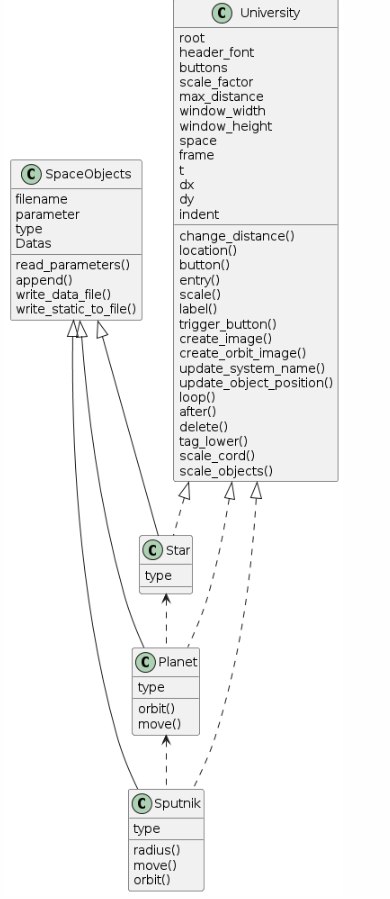 C University
root
header_font
buttons
scale_factor
max_distance
window_width
window_height
space
frame
t
dx
dy
indent
change_distance()
location()
button()
entry()
scale()
label()
trigger_button()
create_image()
create_orbit_image()
update_system_name()
update_object_position()
loop()
after()
delete()
tag_lower()
scale_cord()
scale_objects()
C SpaceObjects
filename
parameter
type
Datas
read_parameters()
append()
write_data_file()
write_static_to_file()
C Star
type
C Planet
type
orbit()
move()
C Sputnik
type
radius()
move()
orbit()